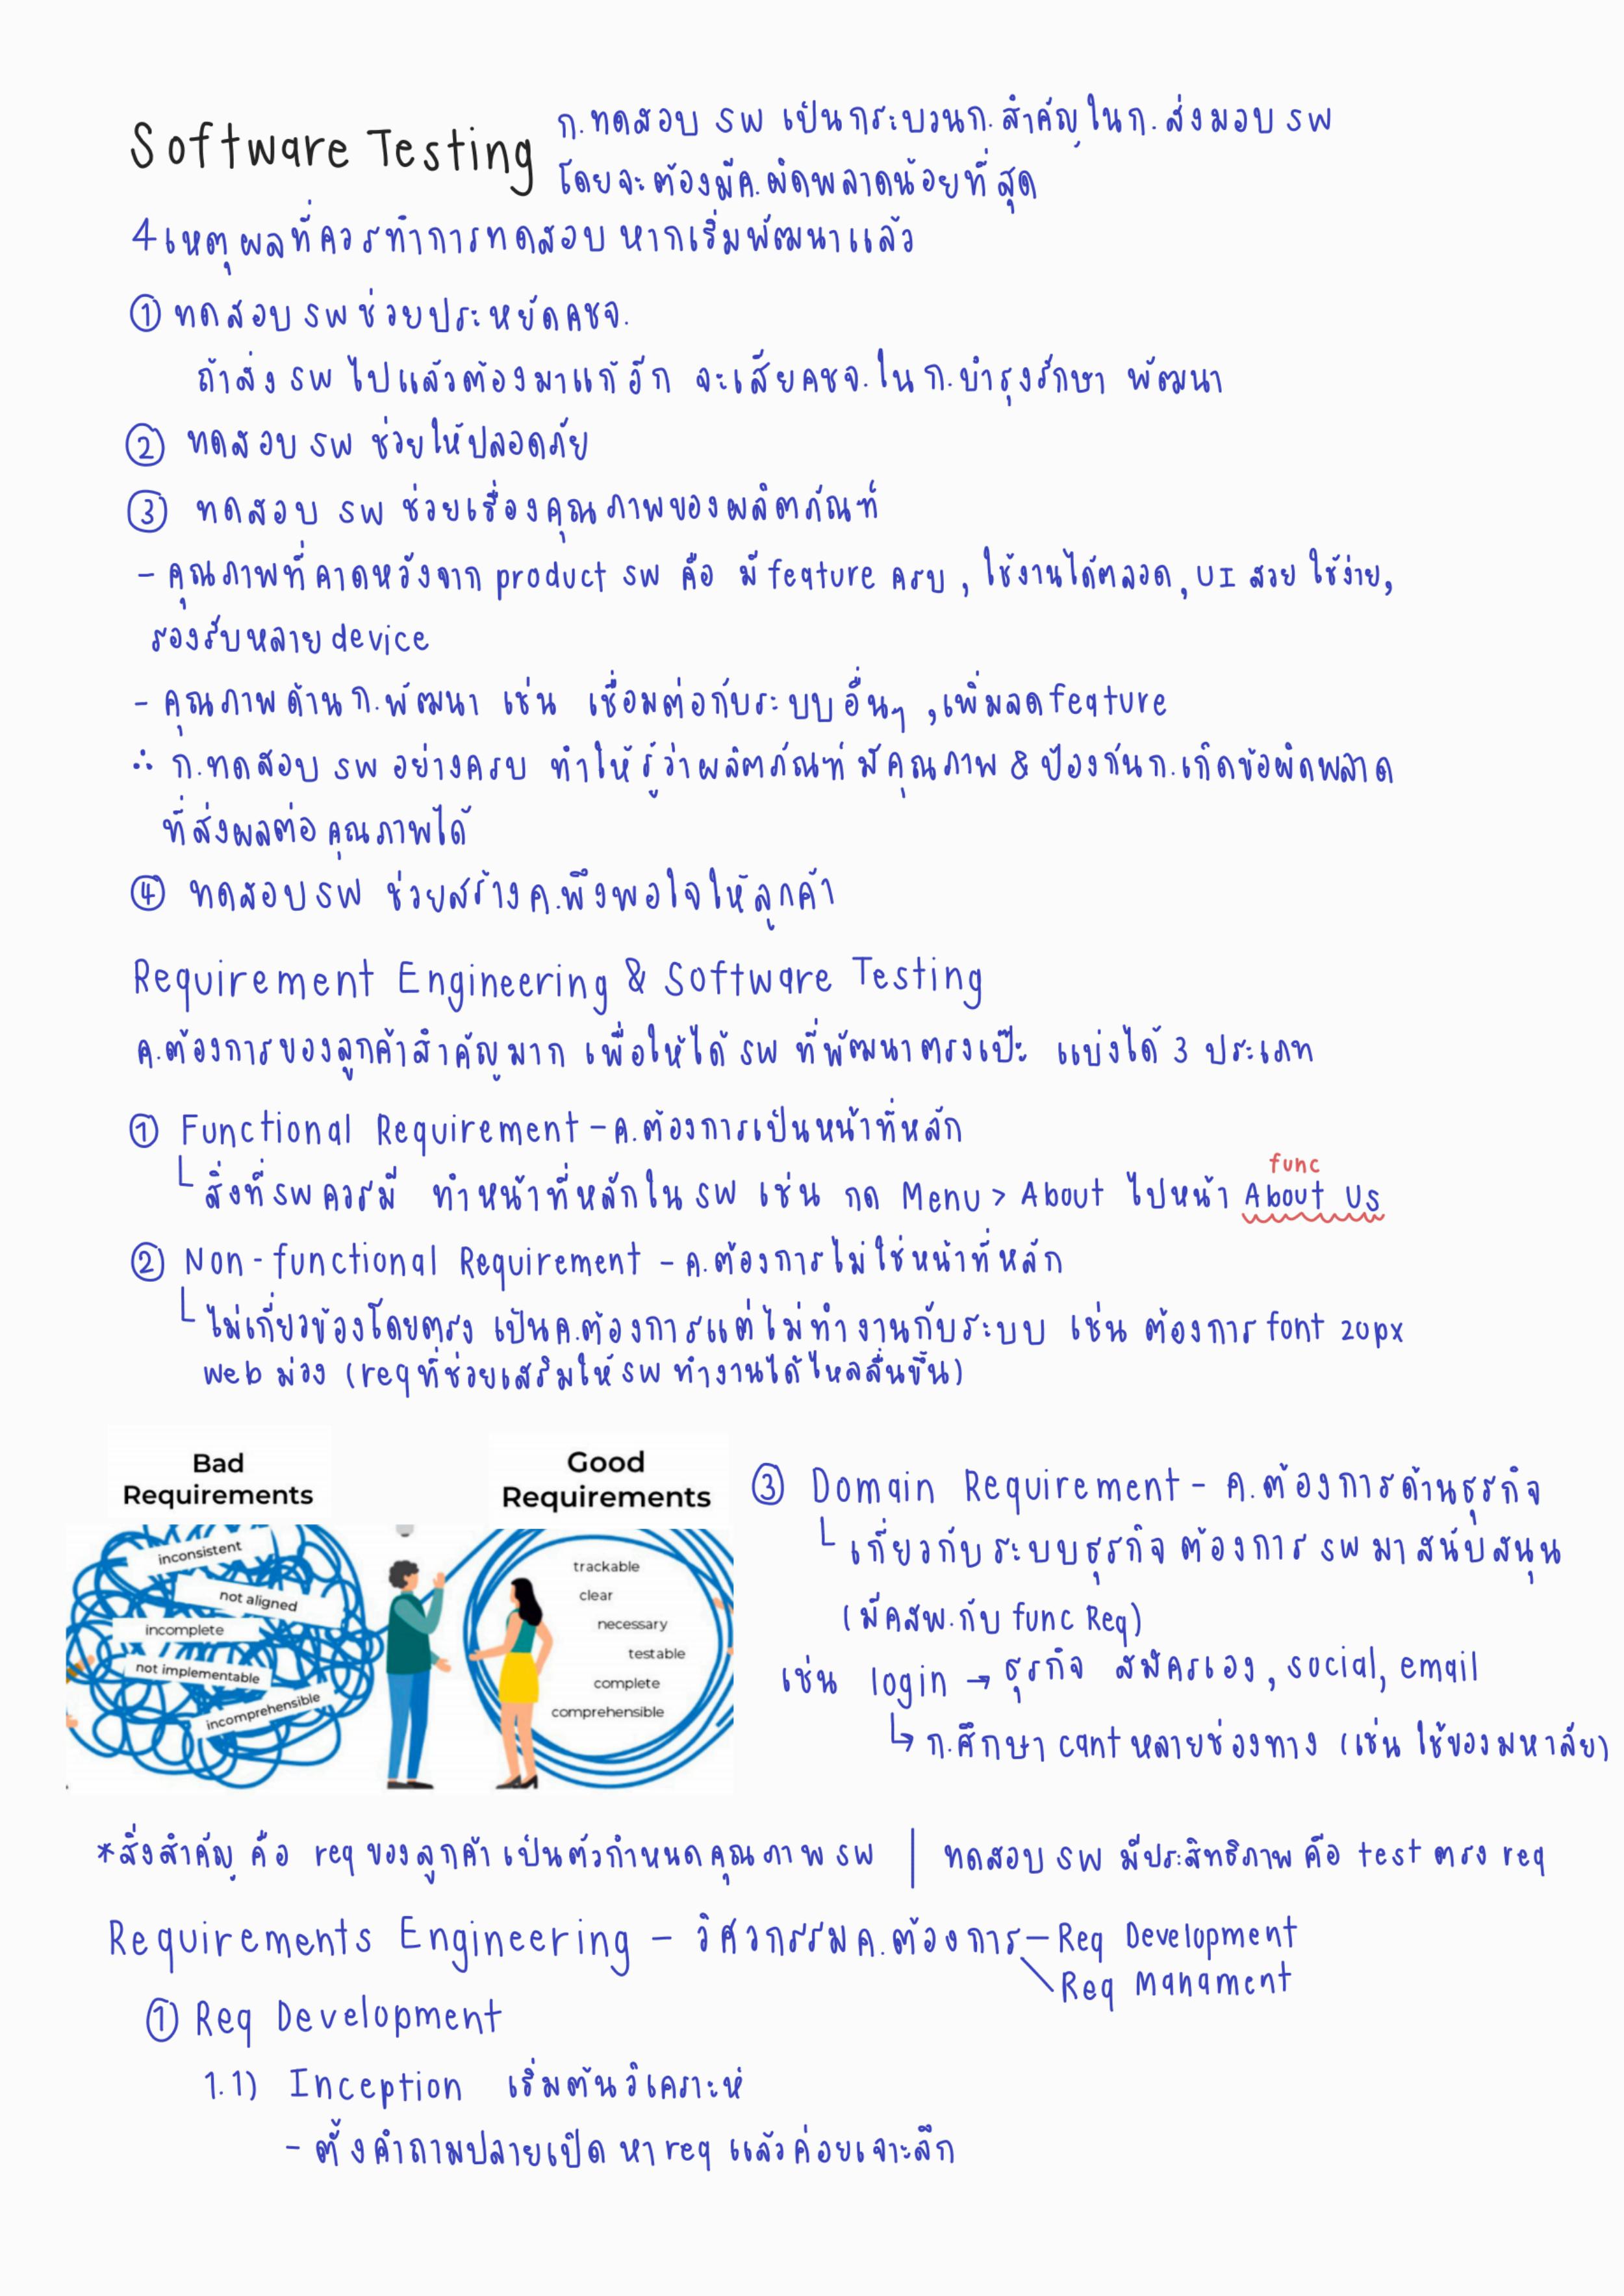 Software Testing
ก.ทดสอบ SW เป็นกระบวนก.สำคัญในก.ส่งมอบ SW
โดยจะต้องมีค.ผิดพลาดน้อยที่สุด
4 เหตุผลที่ควรทำการทดสอบ หากเริ่มพัฒนาแล้ว
① ทดสอบ SW ช่วยประหยัดคชจ.
ถ้าส่ง SW ไปแล้วต้องมาแก้อีก จะเสียคชจ.ใน ก.บำรุงรักษา พัฒนา
② ทดสอบ SW ช่วยให้ปลอดภัย
③ ทดสอบ SW ช่วยเรื่องคุณภาพของผลิตภัณฑ์
- คุณภาพที่คาดหวังจาก product SW คือ มี feature ครบ, ใช้งานได้ตลอด, UI สวย ใช้ง่าย,
รองรับหลาย device
- คุณภาพด้าน ก.พัฒนา เช่น เชื่อมต่อกับระบบอื่นๆ, เพิ่มลด feature
∴ ก.ทดสอบ SW อย่างครบ ทำให้รู้ว่าผลิตภัณฑ์ มีคุณภาพ & ป้องกันก.เกิดข้อผิดพลาด
ที่ส่งผลต่อคุณภาพได้
④ ทดสอบ SW ช่วยสร้างค.พึงพอใจให้ลูกค้า
Requirement Engineering & Software Testing
ค.ต้องการของลูกค้าสำคัญมาก เพื่อให้ได้ SW ที่พัฒนาตรงเป๊ะ แบ่งได้ 3 ประเภท
① Functional Requirement - ค.ต้องการเป็นหน้าที่หลัก
func
สิ่งที่ SW ควรมี ทำหน้าที่หลักใน SW เช่น กด Menu > About ไปหน้า About Us
② Non-functional Requirement - ค.ต้องการไม่ใช่หน้าที่หลัก
ไม่เกี่ยวข้องโดยตรง เป็นค.ต้องการแต่ไม่ทำงานกับระบบ เช่น ต้องการ font 20px
web ม่วง (req ที่ช่วยเสริมให้ SW ทำงานได้ไหลลื่นขึ้น)
Bad
Requirements
inconsistent
not aligned
incomplete
not implementable
incomprehensible
Good
Requirements
trackable
clear
necessary
testable
complete
comprehensible
③ Domain Requirement - ค.ต้องการด้านธุรกิจ
เกี่ยวกับ ระบบธุรกิจ ต้องการ SW มาสนับสนุน
(มีคสพ.กับ func Req)
เช่น login → ธุรกิจ สมัครเอง, social, email
↳ ก.ศึกษา cant หลายช่องทาง (เช่น ใช้ของมหาลัย)
*สิ่งสำคัญ คือ req ของลูกค้า เป็นตัวกำหนดคุณภาพ SW | ทดสอบ SW มีประสิทธิภาพ คือ test ตรง req
Requirements Engineering - วิศวกรรมค.ต้องการ - Req Development
Req Manament
① Req Development
1.1) Inception เริ่มต้นวิเคราะห์
- ตั้งคำถามปลายเปิด หา req แล้วค่อยเจาะลึก